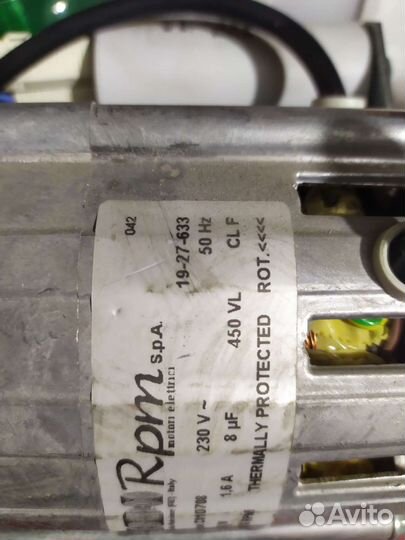 042
Rpm S.p.A.
motori elettrici
Italy
19-27-633
230 V ~ 50 Hz
1,6 A 8 µF 450 VL CL F
THERMALLY PROTECTED ROT. <<<<
Avito